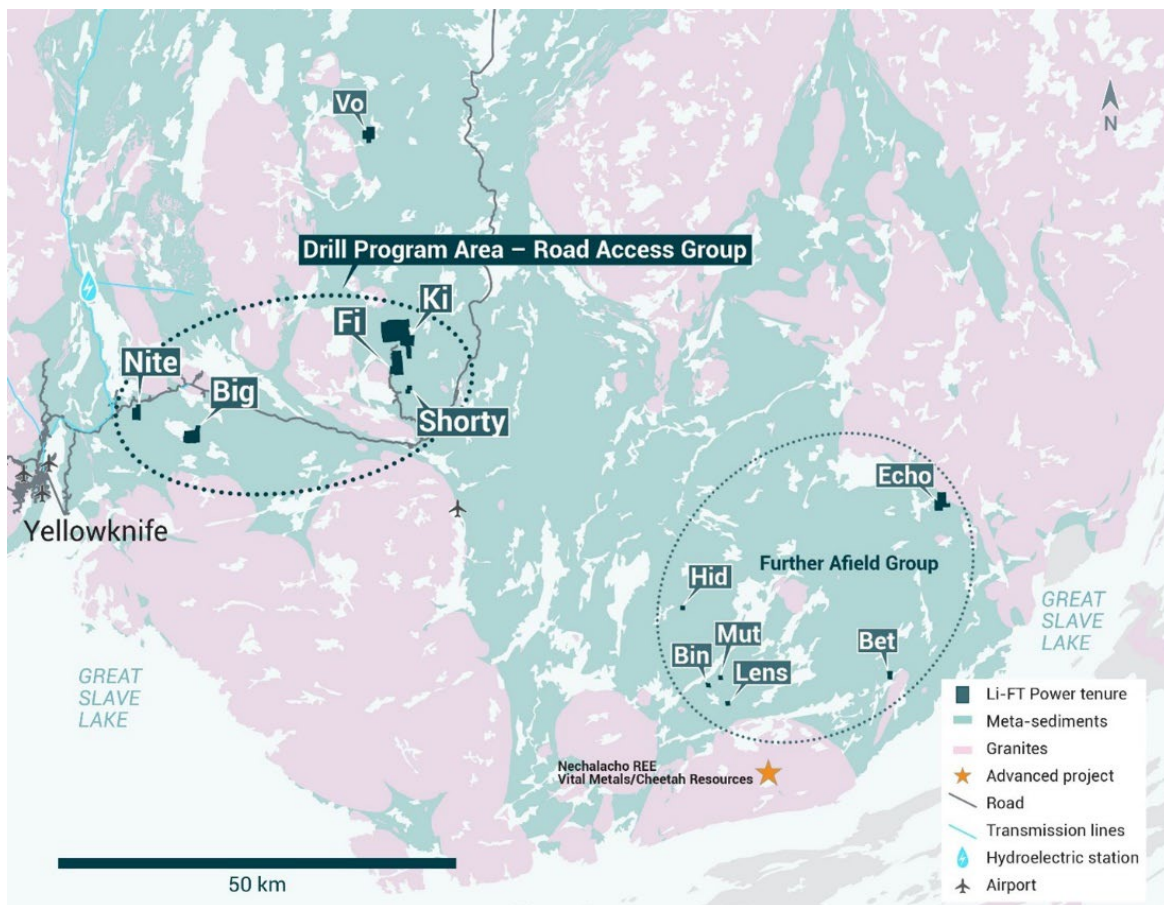 Vo
N
Drill Program Area – Road Access Group
Ki
Fi
Nite
Big
Shorty
Echo
Yellowknife
Further Afield Group
Hid
GREAT
SLAVE
LAKE
Mut
Bin
Bet
Lens
GREAT
SLAVE
LAKE
Nechalacho REE
Vital Metals/Cheetah Resources
Li-FT Power tenure
Meta-sediments
Granites
Advanced project
Road
Transmission lines
Hydroelectric station
Airport
50 km